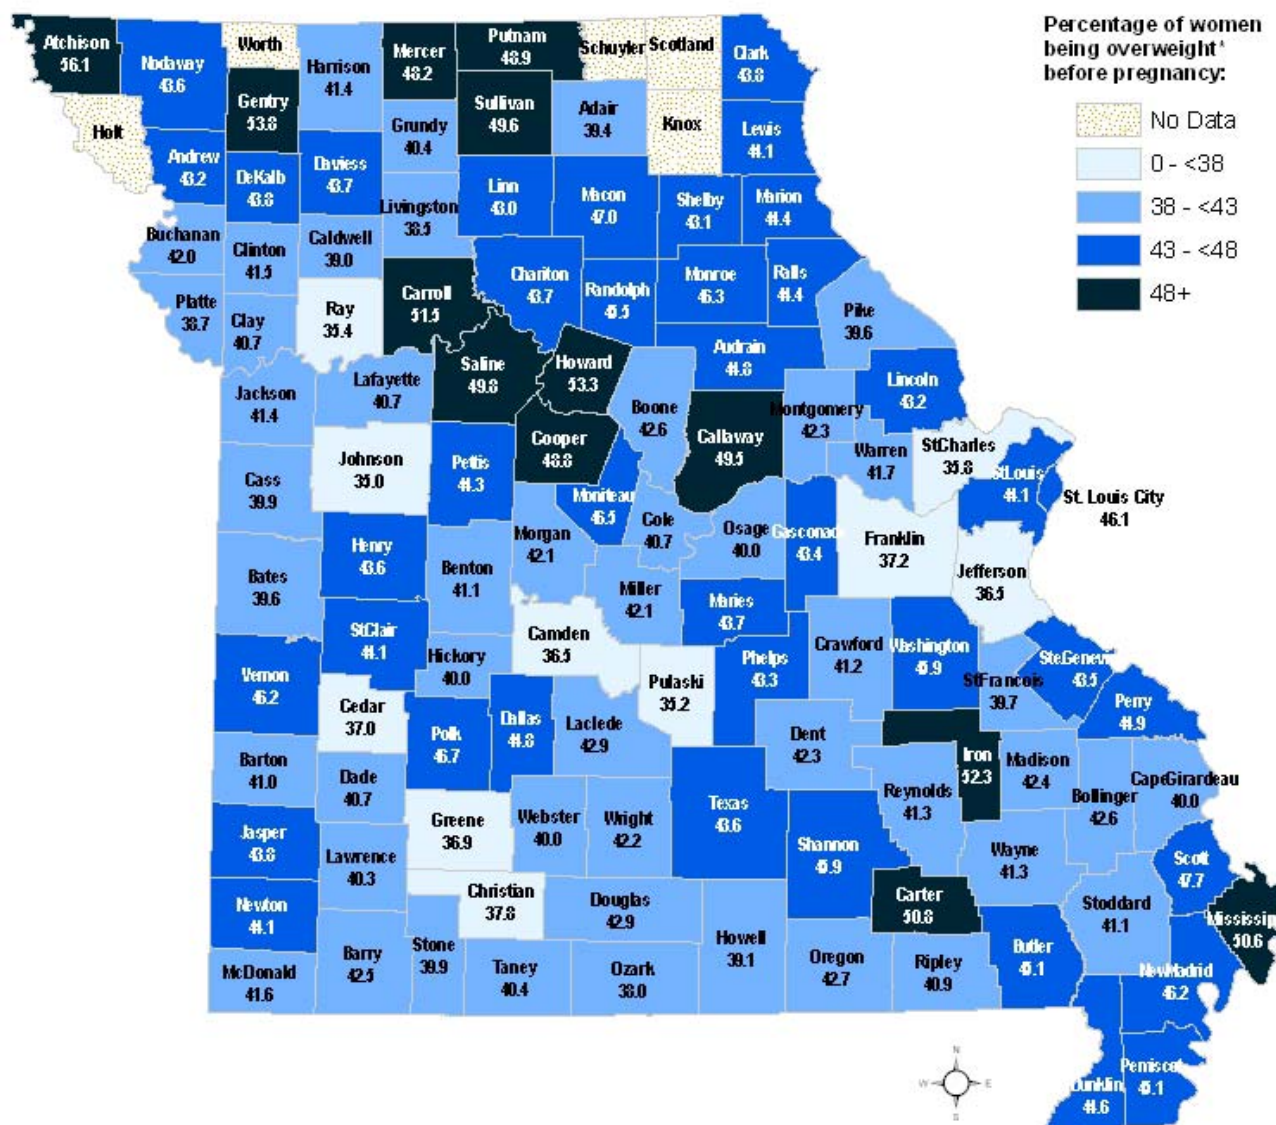 Percentage of women
being overweight*
before pregnancy:
No Data
0 - <38
38 - <43
43 - <48
48+
Atchison
56.1
Nodaway
43.6
Worth
Harrison
41.4
Mercer
48.2
Putnam
48.9
Schuyler
Scotland
Clark
43.8
Gentry
53.8
Sullivan
49.6
Adair
39.4
Knox
Lewis
44.1
Holt
Grundy
40.4
Andrew
43.2
DeKalb
43.8
Daviess
43.7
Linn
43.0
Macon
47.0
Shelby
43.1
Marion
44.4
Livingston
38.5
Buchanan
42.0
Clinton
41.5
Caldwell
39.0
Chariton
43.7
Randolph
45.5
Monroe
46.3
Ralls
44.4
Platte
38.7
Clay
40.7
Ray
35.4
Carroll
51.5
Pike
39.6
Audrain
44.8
Saline
49.8
Howard
53.3
Lincoln
43.2
Jackson
41.4
Lafayette
40.7
Boone
42.6
Montgomery
42.3
Callaway
49.5
Warren
41.7
StCharles
35.8
Cooper
48.8
Johnson
35.0
Pettis
44.3
StLouis
44.1
St. Louis City
46.1
Cass
39.9
Moniteau
46.5
Cole
40.7
Osage
40.0
Gasconad
43.4
Franklin
37.2
Morgan
42.1
Henry
43.6
Benton
41.1
Jefferson
36.5
Bates
39.6
Miller
42.1
Maries
43.7
StClair
44.1
Camden
36.5
Crawford
41.2
Washington
45.9
Hickory
40.0
Phelps
43.3
SteGenev
43.5
Vernon
46.2
Pulaski
35.2
StFrancois
39.7
Cedar
37.0
Perry
44.9
Polk
46.7
Dallas
44.8
Laclede
42.9
Dent
42.3
Iron
52.3
Barton
41.0
Madison
42.4
Dade
40.7
CapeGirardeau
40.0
Reynolds
41.3
Bollinger
42.6
Texas
43.6
Greene
36.9
Webster
40.0
Wright
42.2
Jasper
43.8
Shannon
45.9
Wayne
41.3
Lawrence
40.3
Scott
47.7
Christian
37.8
Carter
50.8
Newton
44.1
Douglas
42.9
Stoddard
41.1
Mississip
50.6
Howell
39.1
Barry
42.5
Stone
39.9
Butler
45.1
Oregon
42.7
Ripley
40.9
McDonald
41.6
Taney
40.4
Ozark
38.0
NewMadrid
46.2
Pemiscot
45.1
Dunklin
44.6
N
W
E
S